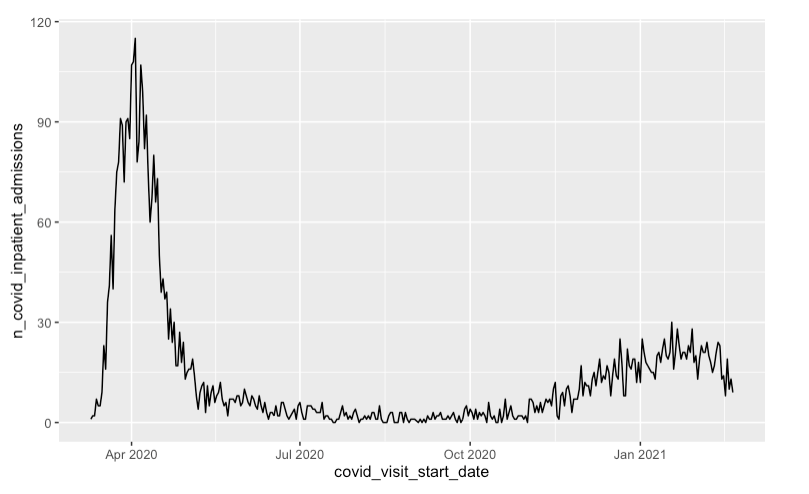 120
90
60
30
0
n_covid_inpatient_admissions
Apr 2020
Jul 2020
Oct 2020
Jan 2021
covid_visit_start_date